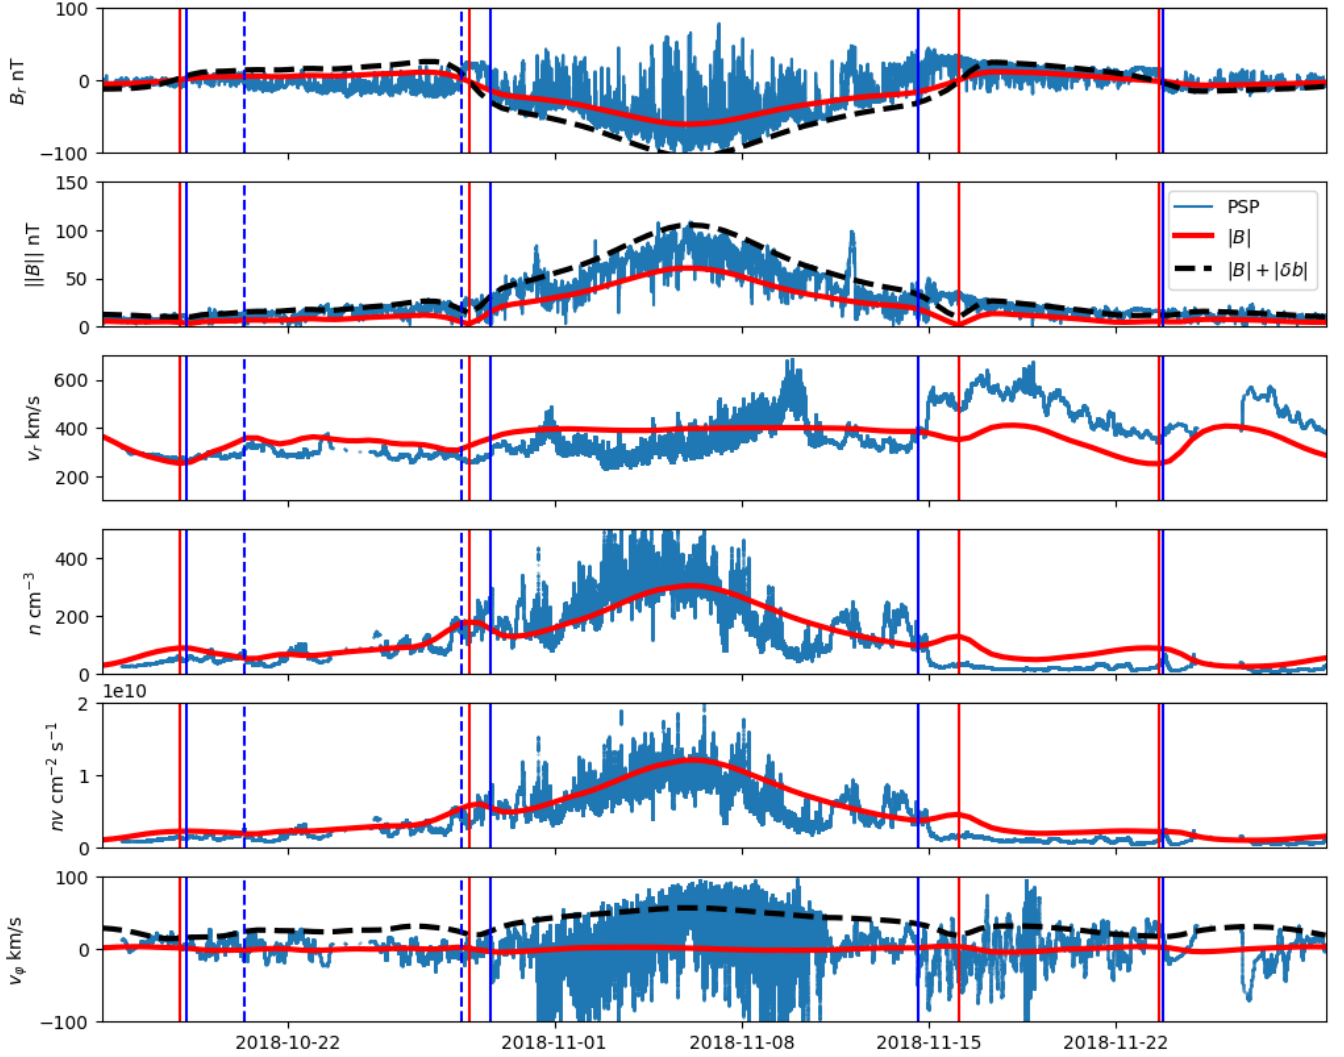 100
0
−100
B_r nT
150
100
50
0
||B|| nT
PSP
|B|
|B| + |δb|
600
400
200
v_r km/s
400
200
0
n cm⁻³
1e10
2
1
0
nv cm⁻² s⁻¹
100
0
−100
v_φ km/s
2018-10-22 2018-11-01 2018-11-08 2018-11-15 2018-11-22